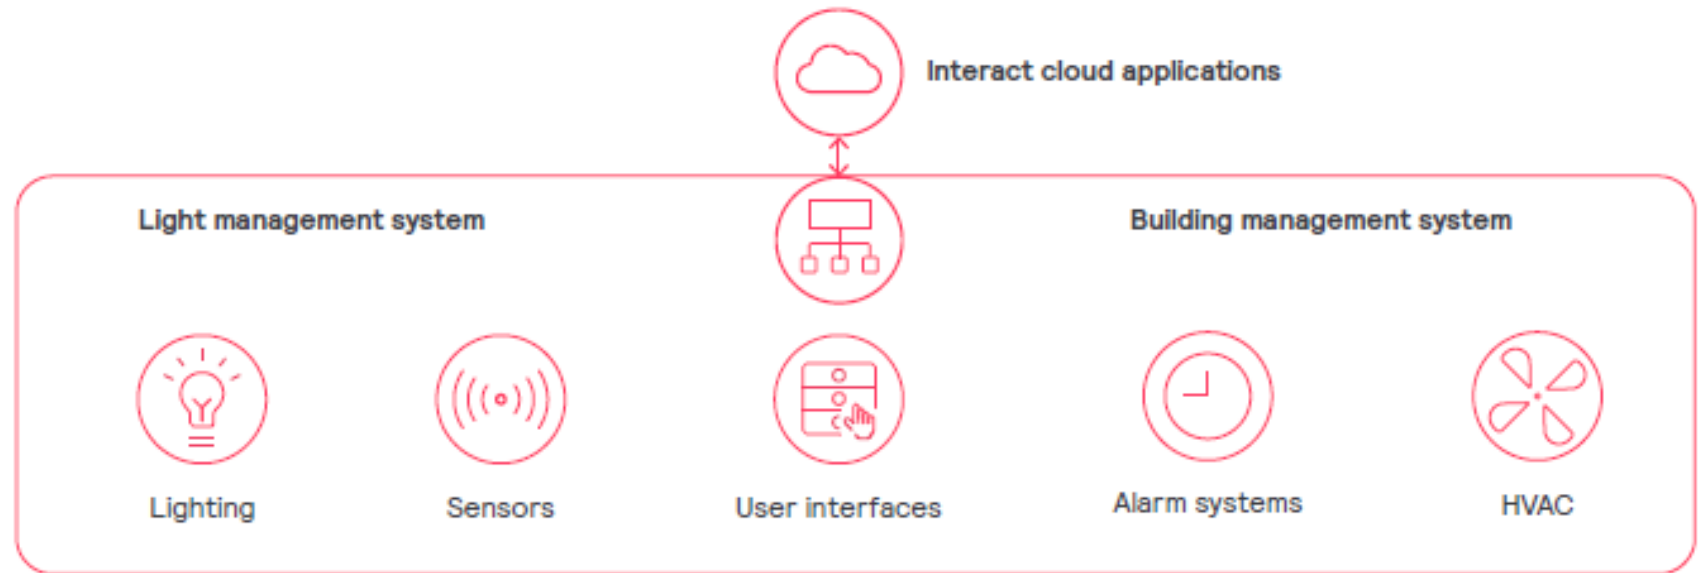 Interact cloud applications
Light management system
Building management system
Lighting
Sensors
User interfaces
Alarm systems
HVAC